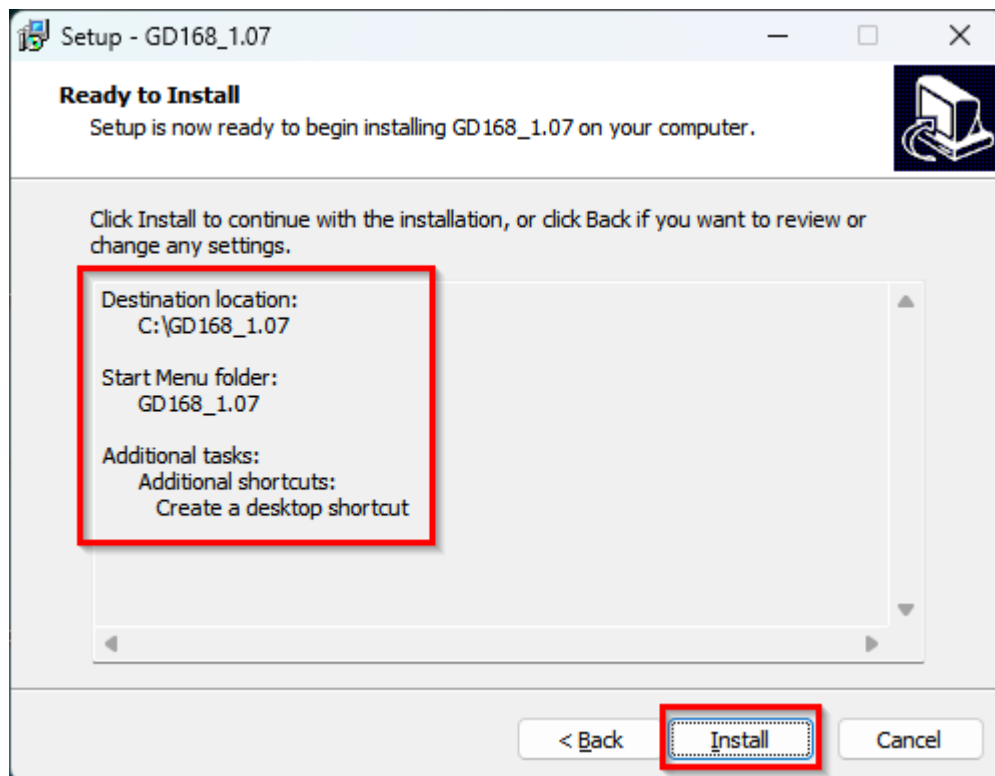 Setup - GD168_1.07
Ready to Install
Setup is now ready to begin installing GD168_1.07 on your computer.
Click Install to continue with the installation, or click Back if you want to review or
change any settings.
Destination location:
C:\GD168_1.07
Start Menu folder:
GD168_1.07
Additional tasks:
Additional shortcuts:
Create a desktop shortcut
< Back
Install
Cancel